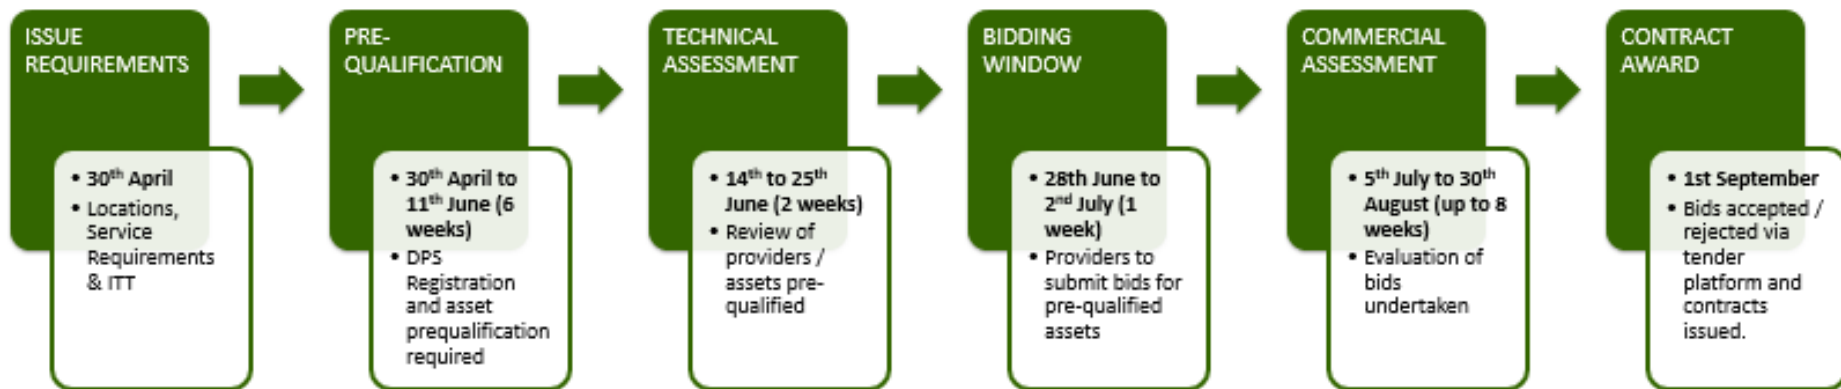 ISSUE
REQUIREMENTS
• 30th April
• Locations,
Service
Requirements
& ITT
PRE-
QUALIFICATION
• 30th April to
11th June (6
weeks)
• DPS
Registration
and asset
prequalification
required
TECHNICAL
ASSESSMENT
• 14th to 25th
June (2 weeks)
• Review of
providers /
assets pre-
qualified
BIDDING
WINDOW
• 28th June to
2nd July (1
week)
• Providers to
submit bids for
pre-qualified
assets
COMMERCIAL
ASSESSMENT
• 5th July to 30th
August (up to 8
weeks)
• Evaluation of
bids
undertaken
CONTRACT
AWARD
• 1st September
• Bids accepted /
rejected via
tender
platform and
contracts
issued.